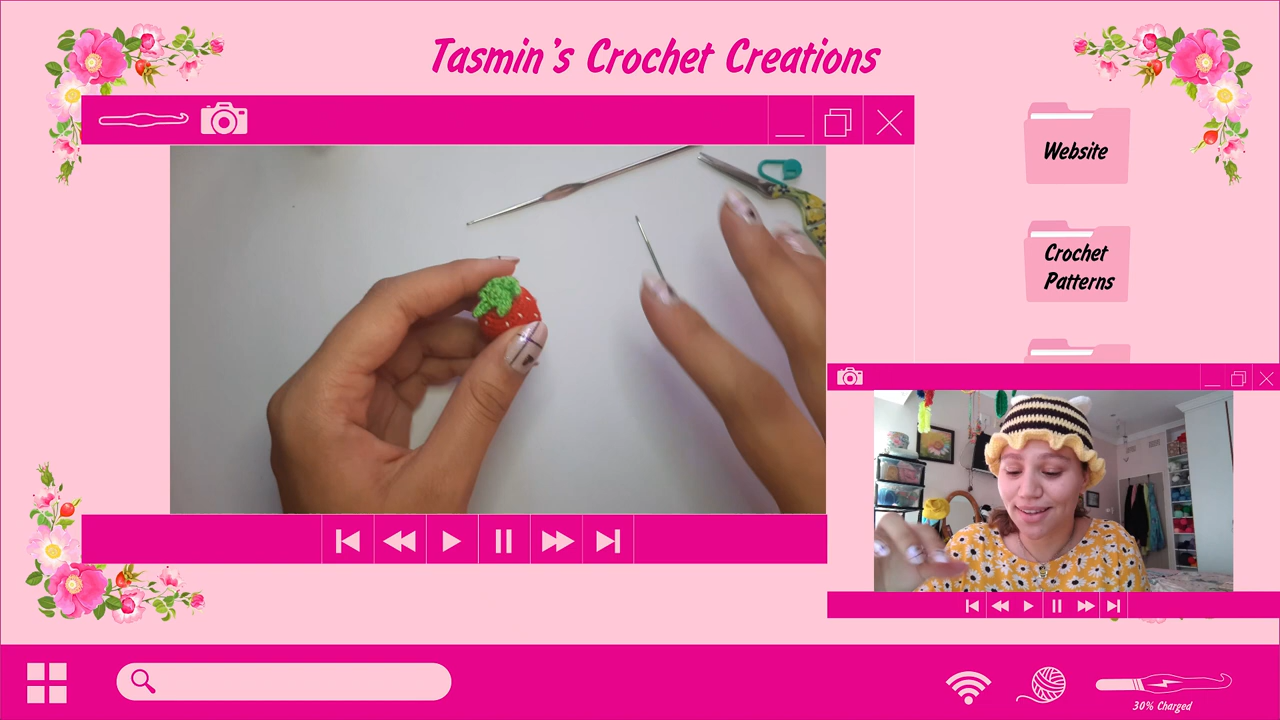 Tasmin's Crochet Creations
Website
Crochet
Patterns
30% Charged